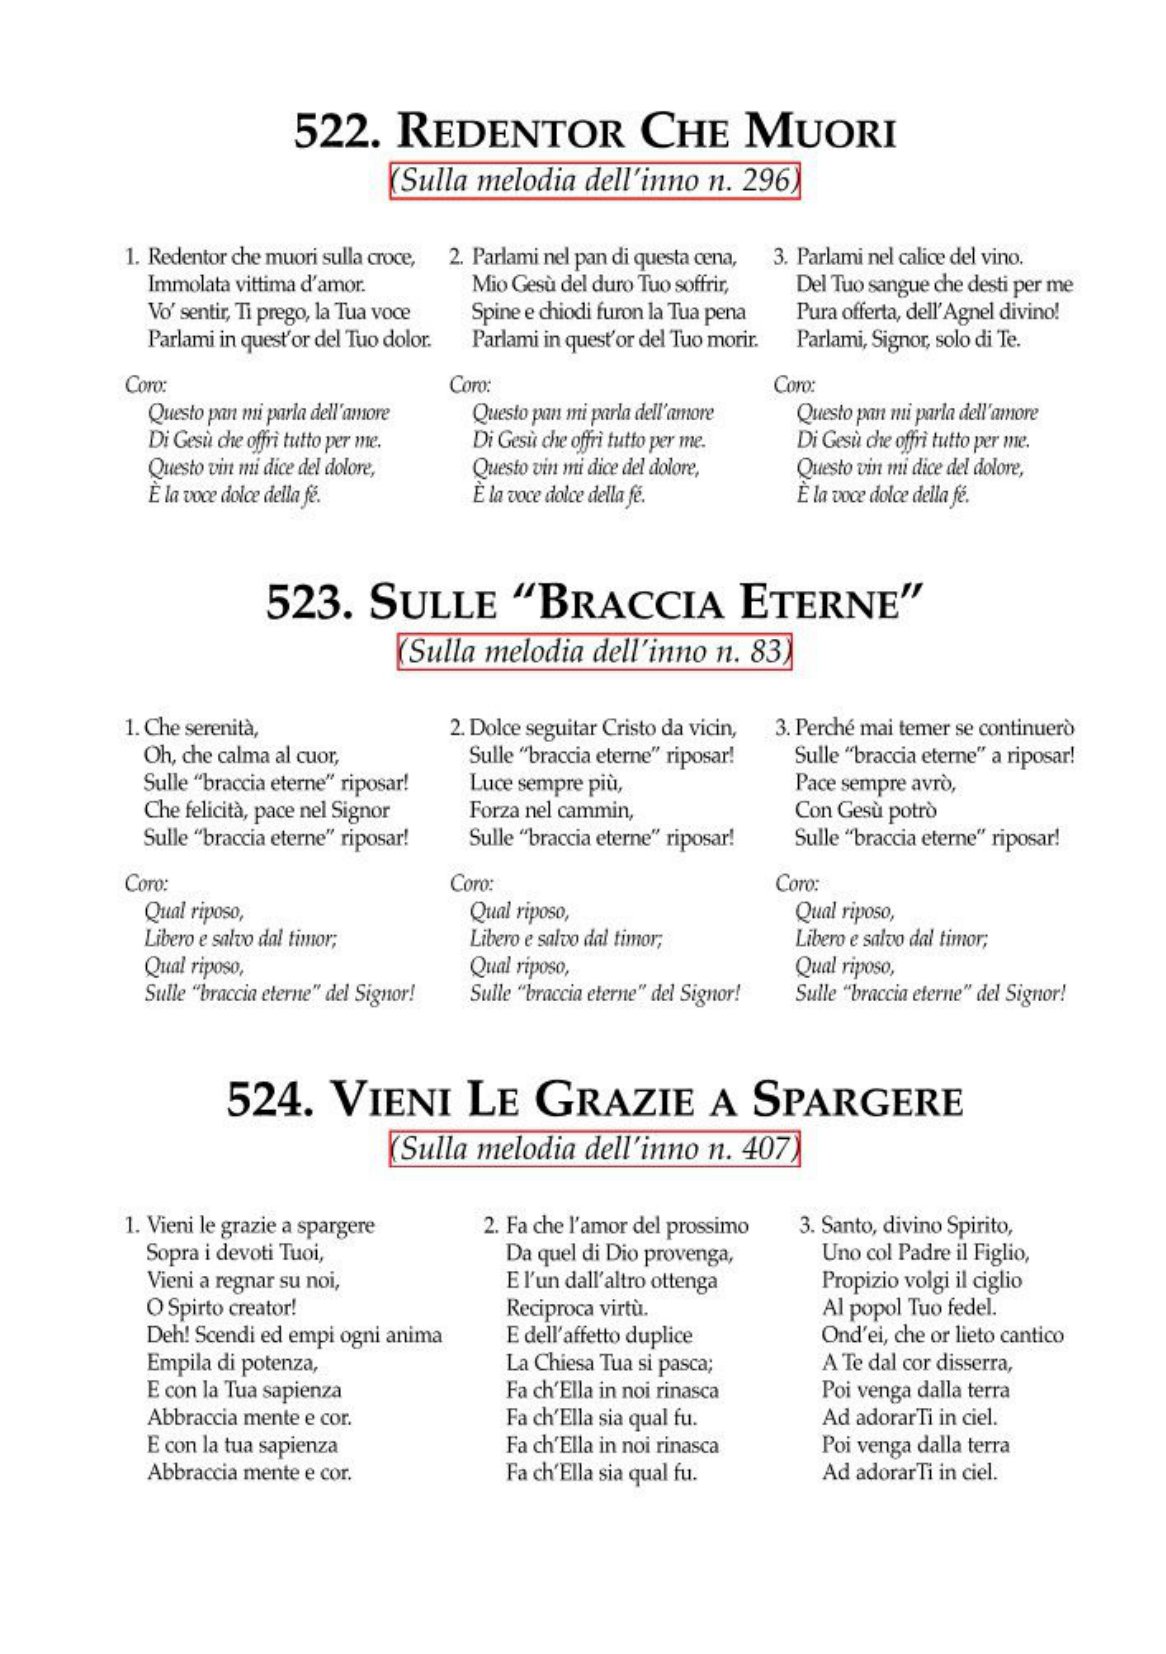 522. REDENTOR CHE MUORI
(Sulla melodia dell'inno n. 296)
1. Redentor che muori sulla croce,
Immolata vittima d'amor.
Vo' sentir, Ti prego, la Tua voce
Parlami in quest'or del Tuo dolor.
Coro:
Questo pan mi parla dell'amore
Di Gesù che offrì tutto per me.
Questo vin mi dice del dolore,
È la voce dolce della fé.
2. Parlami nel pan di questa cena,
Mio Gesù del duro Tuo soffrir,
Spine e chiodi furon la Tua pena
Parlami in quest'or del Tuo morir.
Coro:
Questo pan mi parla dell'amore
Di Gesù che offrì tutto per me.
Questo vin mi dice del dolore,
È la voce dolce della fé.
3. Parlami nel calice del vino.
Del Tuo sangue che desti per me
Pura offerta, dell'Agnel divino!
Parlami, Signor, solo di Te.
Coro:
Questo pan mi parla dell'amore
Di Gesù che offrì tutto per me.
Questo vin mi dice del dolore,
È la voce dolce della fé.
523. SULLE "BRACCIA ETERNE"
(Sulla melodia dell'inno n. 83)
1. Che serenità,
Oh, che calma al cuor,
Sulle "braccia eterne" riposar!
Che felicità, pace nel Signor
Sulle "braccia eterne" riposar!
Coro:
Qual riposo,
Libero e salvo dal timor;
Qual riposo,
Sulle "braccia eterne" del Signor!
2. Dolce seguitar Cristo da vicin,
Sulle "braccia eterne" riposar!
Luce sempre più,
Forza nel cammin,
Sulle "braccia eterne" riposar!
Coro:
Qual riposo,
Libero e salvo dal timor;
Qual riposo,
Sulle "braccia eterne" del Signor!
3. Perché mai temer se continuerò
Sulle "braccia eterne" a riposar!
Pace sempre avrò,
Con Gesù potrò
Sulle "braccia eterne" riposar!
Coro:
Qual riposo,
Libero e salvo dal timor;
Qual riposo,
Sulle "braccia eterne" del Signor!
524. VIENI LE GRAZIE A SPARGERE
(Sulla melodia dell'inno n. 407)
1. Vieni le grazie a spargere
Sopra i devoti Tuoi,
Vieni a regnar su noi,
O Spirto creator!
Deh! Scendi ed empi ogni anima
Empila di potenza,
E con la Tua sapienza
Abbraccia mente e cor.
E con la tua sapienza
Abbraccia mente e cor.
2. Fa che l'amor del prossimo
Da quel di Dio provenga,
E l'un dall'altro ottenga
Reciproca virtù.
E dell'affetto duplice
La Chiesa Tua si pasca;
Fa ch'Ella in noi rinasca
Fa ch'Ella sia qual fu.
Fa ch'Ella in noi rinasca
Fa ch'Ella sia qual fu.
3. Santo, divino Spirito,
Uno col Padre il Figlio,
Propizio volgi il ciglio
Al popol Tuo fedel.
Ond'ei, che or lieto cantico
A Te dal cor disserra,
Poi venga dalla terra
Ad adorarTi in ciel.
Poi venga dalla terra
Ad adorarTi in ciel.